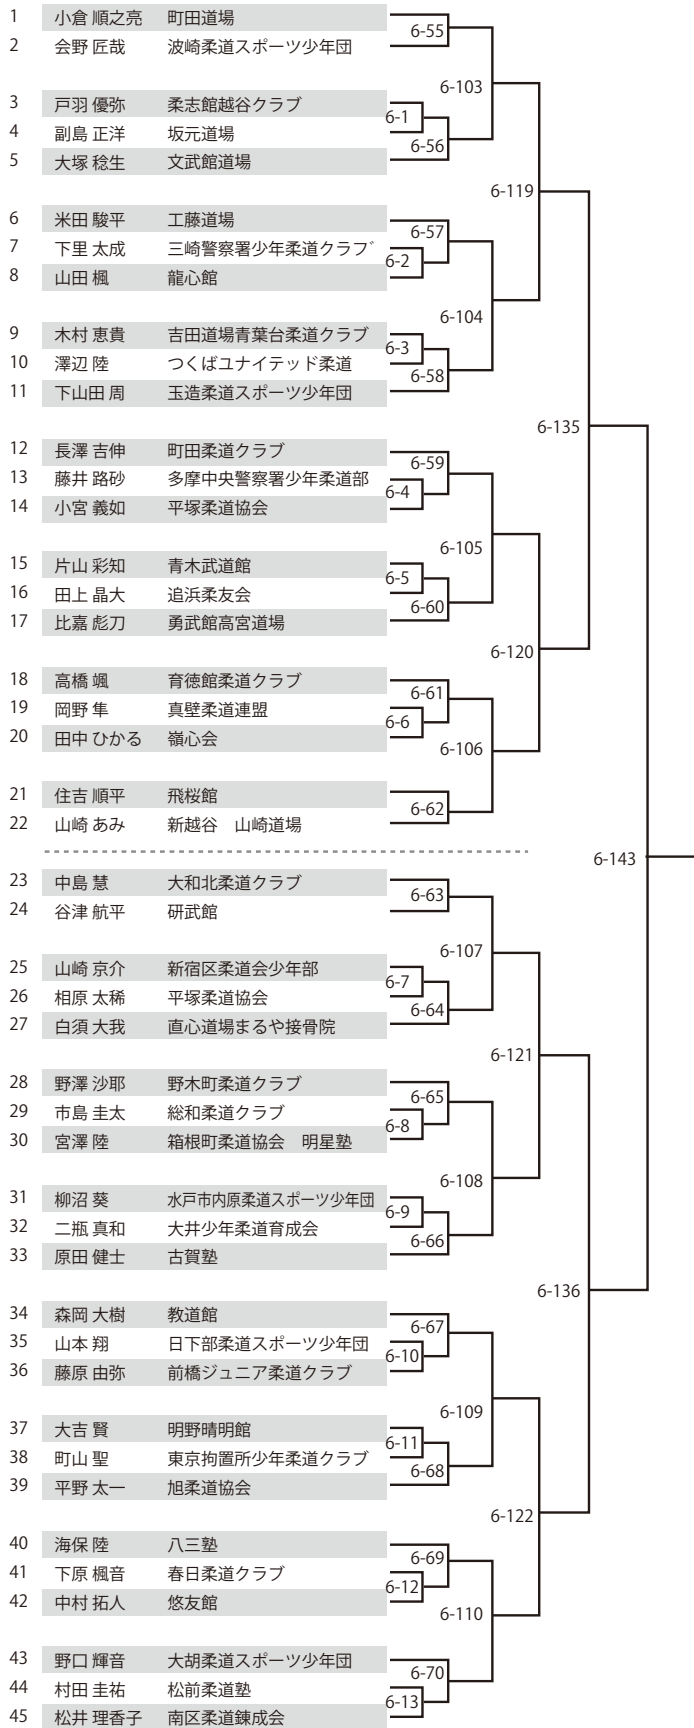 1 小倉 順之亮 町田道場
2 会野 匠哉 波崎柔道スポーツ少年団
6-55
6-103
3 戸羽 優弥 柔志館越谷クラブ
4 副島 正洋 坂元道場
5 大塚 稔生 文武館道場
6-1
6-56
6-119
6 米田 駿平 工藤道場
7 下里 太成 三崎警察署少年柔道クラブ
8 山田 楓 龍心館
6-57
6-2
6-104
9 木村 恵貴 吉田道場青葉台柔道クラブ
10 澤辺 陸 つくばユナイテッド柔道
11 下山田 周 玉造柔道スポーツ少年団
6-3
6-58
6-135
12 長澤 吉伸 町田柔道クラブ
13 藤井 路砂 多摩中央警察署少年柔道部
14 小宮 義如 平塚柔道協会
6-59
6-4
6-105
15 片山 彩知 青木武道館
16 田上 晶大 追浜柔友会
17 比嘉 彪刀 勇武館高宮道場
6-5
6-60
6-120
18 高橋 颯 育徳館柔道クラブ
19 岡野 隼 真壁柔道連盟
20 田中 ひかる 嶺心会
6-61
6-6
6-106
21 住吉 順平 飛桜館
22 山崎 あみ 新越谷 山崎道場
6-62
6-143
23 中島 慧 大和北柔道クラブ
24 谷津 航平 研武館
6-63
6-107
25 山崎 京介 新宿区柔道会少年部
26 相原 太稀 平塚柔道協会
27 白須 大我 直心道場まるや接骨院
6-7
6-64
6-121
28 野澤 沙耶 野木町柔道クラブ
29 市島 圭太 総和柔道クラブ
30 宮澤 陸 箱根町柔道協会 明星塾
6-65
6-8
6-108
31 柳沼 葵 水戸市内原柔道スポーツ少年団
32 二瓶 真和 大井少年柔道育成会
33 原田 健士 古賀塾
6-9
6-66
6-136
34 森岡 大樹 教道館
35 山本 翔 日下部柔道スポーツ少年団
36 藤原 由弥 前橋ジュニア柔道クラブ
6-67
6-10
6-109
37 大吉 賢 明野晴明館
38 町山 聖 東京拘置所少年柔道クラブ
39 平野 太一 旭柔道協会
6-11
6-68
6-122
40 海保 陸 八三塾
41 下原 楓音 春日柔道クラブ
42 中村 拓人 悠友館
6-69
6-12
6-110
43 野口 輝音 大胡柔道スポーツ少年団
44 村田 圭祐 松前柔道塾
45 松井 理香子 南区柔道錬成会
6-70
6-13